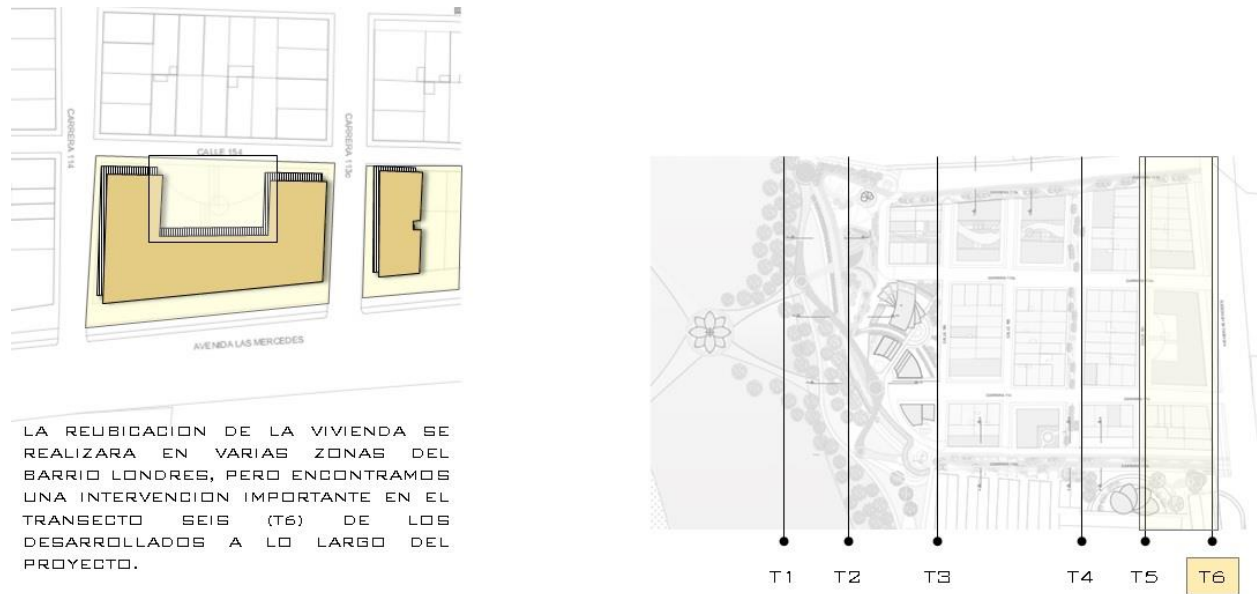 CARRERA 114
CALLE 154
CARRERA 113c
AVENIDA LAS MERCEDES
LA REUBICACION DE LA VIVIENDA SE
REALIZARA EN VARIAS ZONAS DEL
BARRIO LONDRES, PERO ENCONTRAMOS
UNA INTERVENCION IMPORTANTE EN EL
TRANSECTO SEIS (T6) DE LOS
DESARROLLADOS A LO LARGO DEL
PROYECTO.
T1 T2 T3 T4 T5 T6